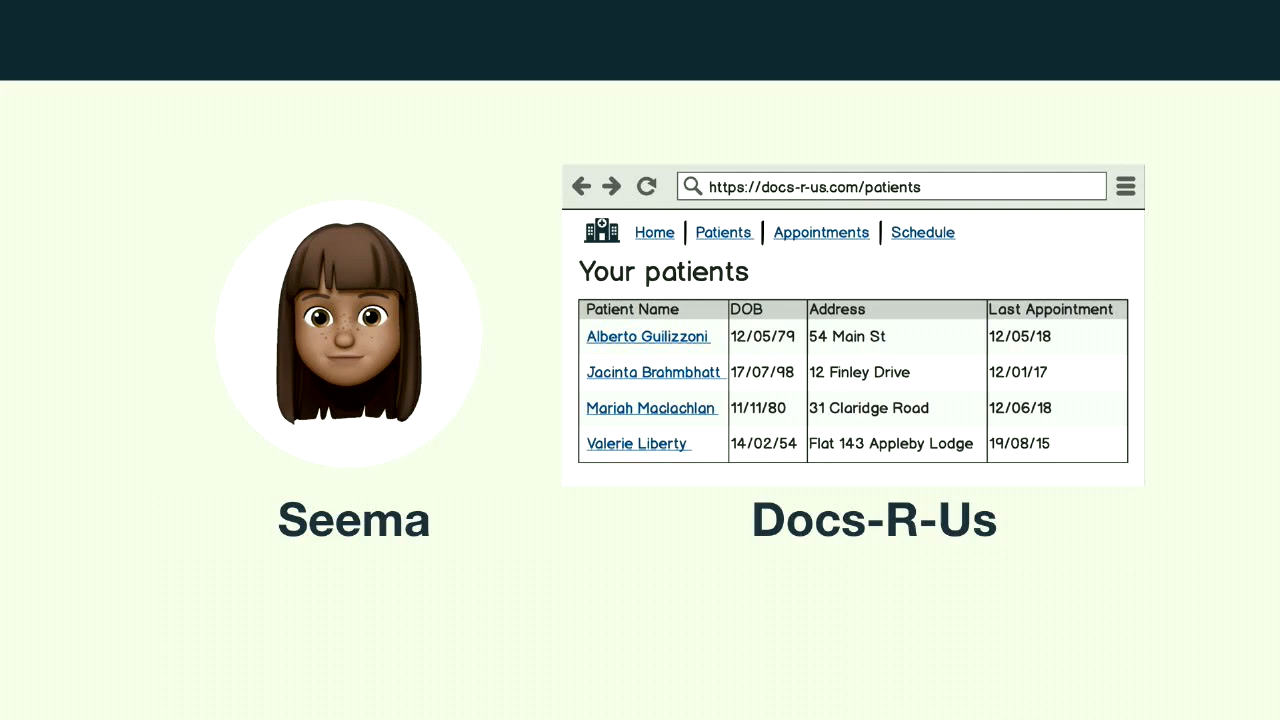 https://docs-r-us.com/patients
Home | Patients | Appointments | Schedule
Your patients
Patient Name DOB Address Last Appointment
Alberto Guilizzoni 12/05/79 54 Main St 12/05/18
Jacinta Brahmbhatt 17/07/98 12 Finley Drive 12/01/17
Mariah Maclachlan 11/11/80 31 Claridge Road 12/06/18
Valerie Liberty 14/02/54 Flat 143 Appleby Lodge 19/08/15
Seema
Docs-R-Us